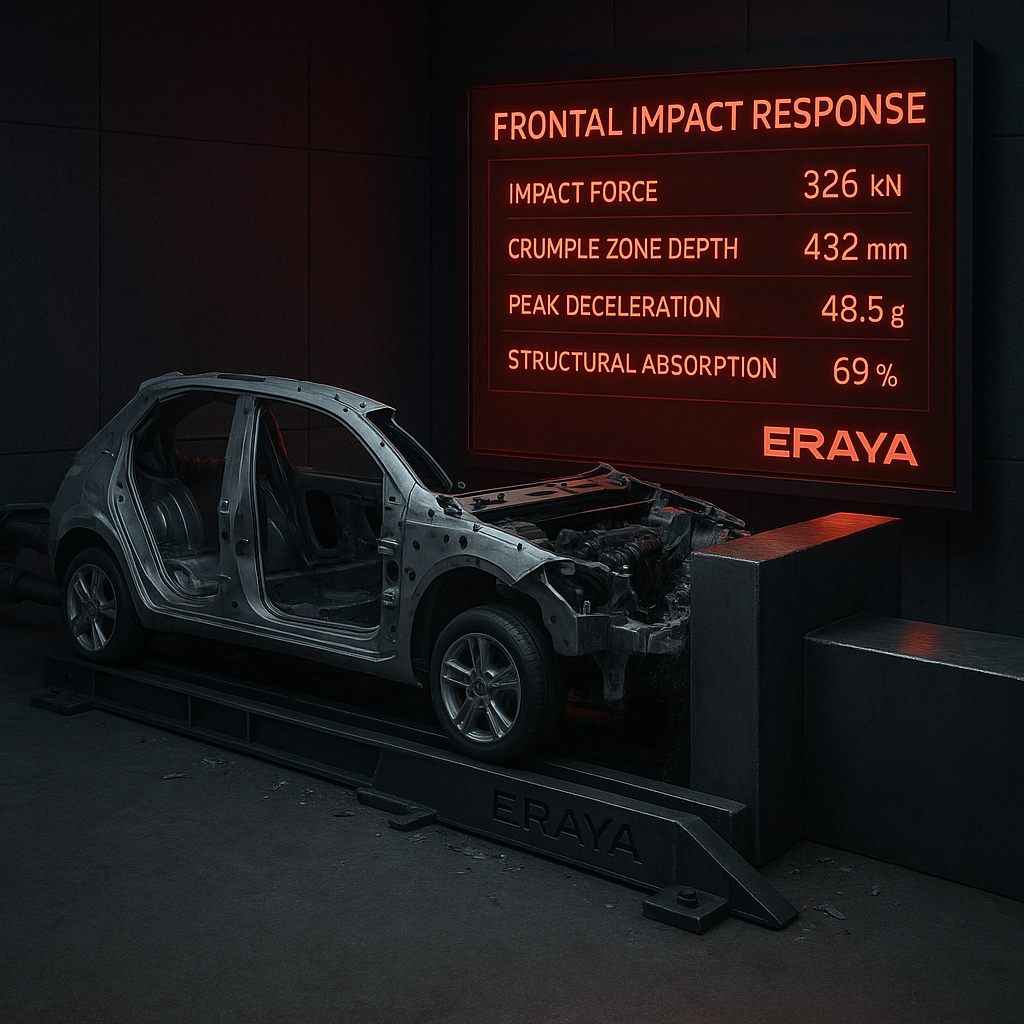 FRONTAL IMPACT RESPONSE
IMPACT FORCE 326 kN
CRUMPLE ZONE DEPTH 432 mm
PEAK DECELERATION 48.5 g
STRUCTURAL ABSORPTION 69 %
ERAYA
ERAYA